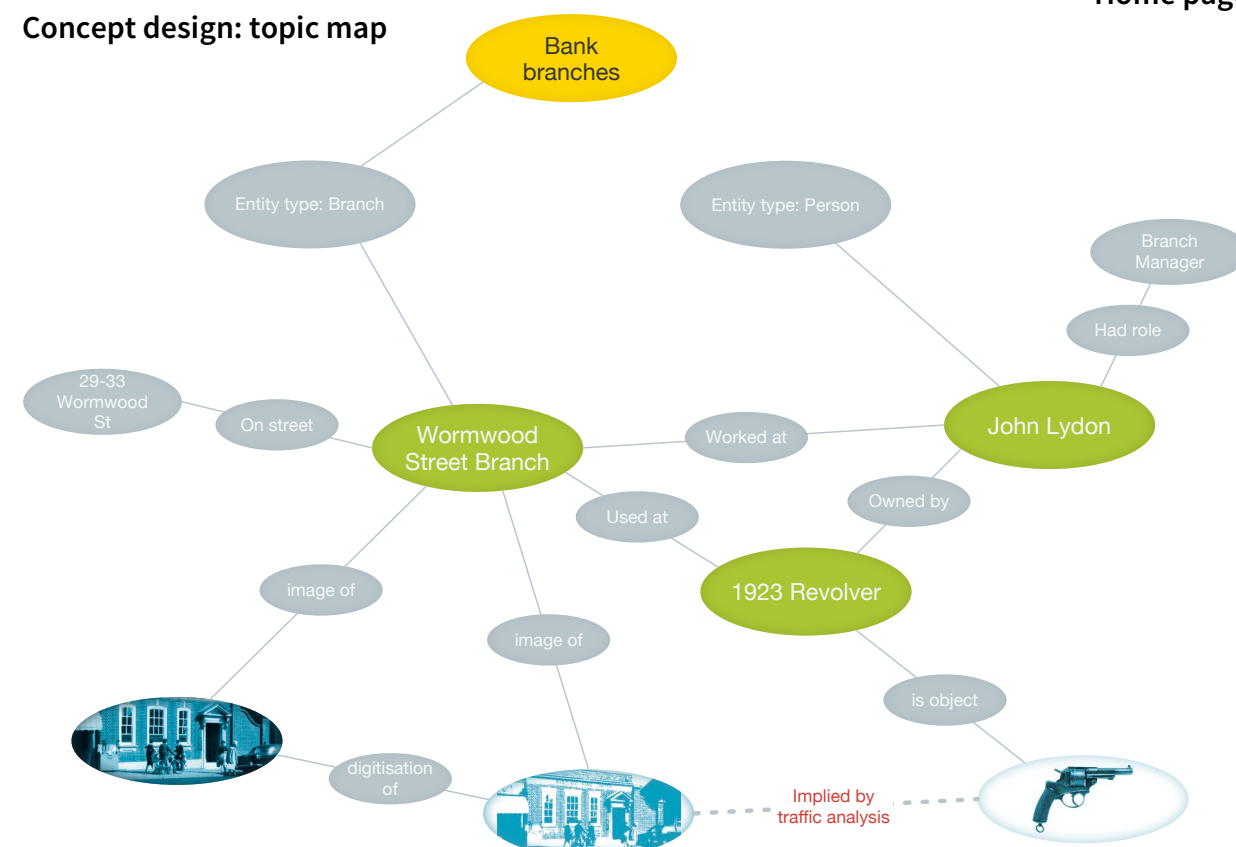 Home page
Concept design: topic map
Bank
branches
Entity type: Branch
Entity type: Person
Branch
Manager
Had role
29-33
Wormwood
St
On street
Wormwood
Street Branch
Worked at
John Lydon
Owned by
Used at
1923 Revolver
image of
image of
is object
digitisation
of
Implied by
traffic analysis